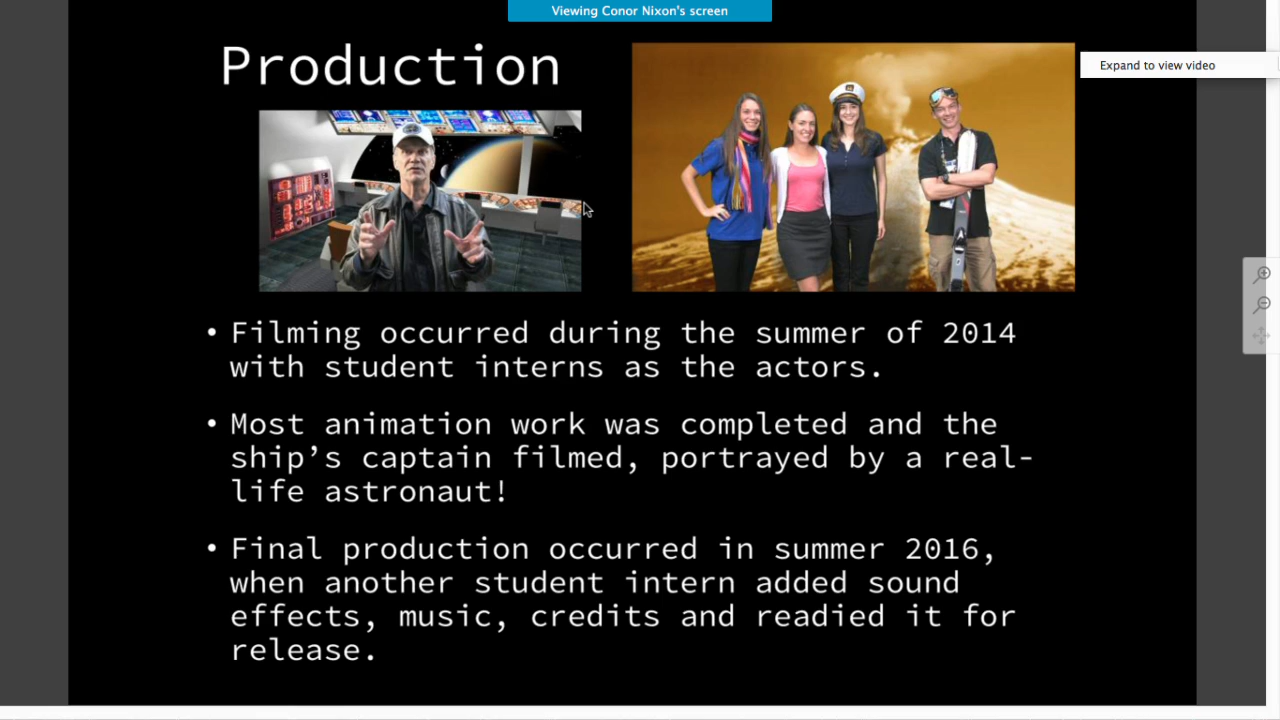 Viewing Conor Nixon's screen
Production
Expand to view video
• Filming occurred during the summer of 2014
with student interns as the actors.
• Most animation work was completed and the
ship’s captain filmed, portrayed by a real-
life astronaut!
• Final production occurred in summer 2016,
when another student intern added sound
effects, music, credits and readied it for
release.